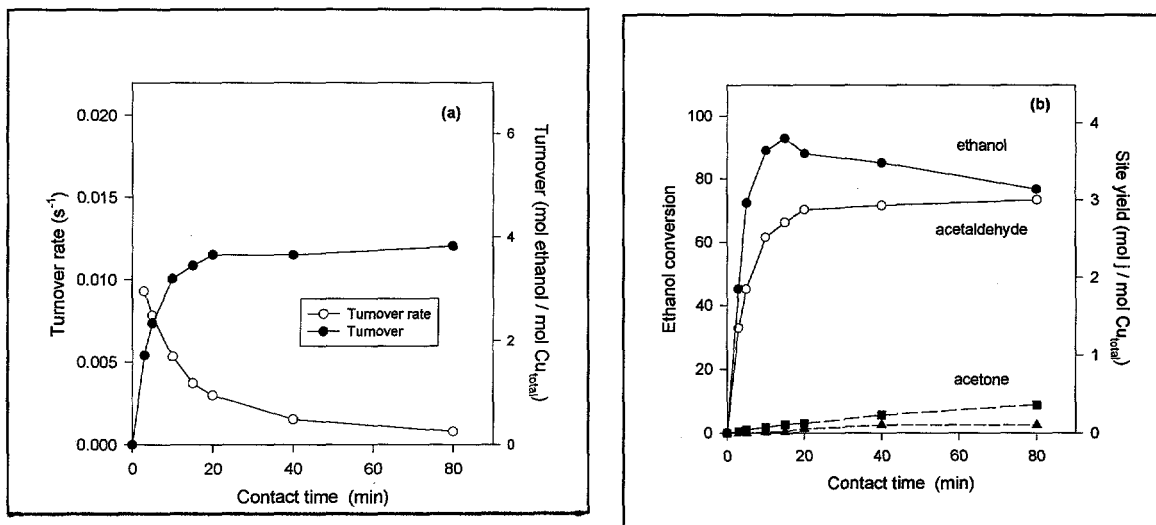 (a)
Turnover rate (s⁻¹)
0.020
0.015
0.010
0.005
0.000
6
4
2
0
Turnover (mol ethanol / mol Cu_total)
Turnover rate
Turnover
0 20 40 60 80
Contact time (min)
(b)
Ethanol conversion
100
80
60
40
20
0
4
3
2
1
0
Site yield (mol j / mol Cu_total)
ethanol
acetaldehyde
acetone
0 20 40 60 80
Contact time (min)